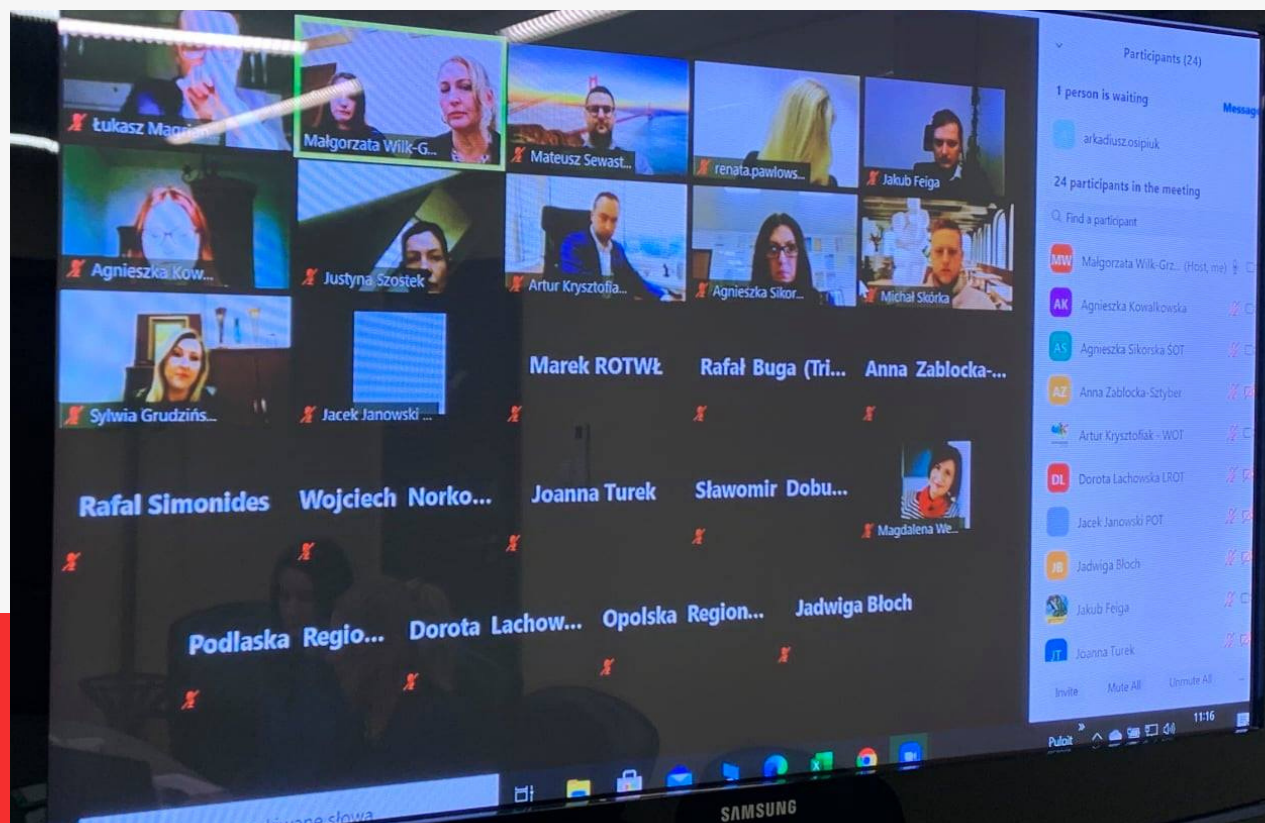 Łukasz
Małgorzata Wilk-G...
Mateusz Sewast...
renata.pawlows...
Jakub Feiga
Agnieszka Kow...
Justyna Szostek
Artur Krysztofia...
Agnieszka Sikor...
Michał Skórka
Sylwia Grudzińs...
Jacek Janowski ...
Marek ROTWŁ
Rafał Buga (Tri...
Anna Zablocka-...
Rafal Simonides
Wojciech Norko...
Joanna Turek
Sławomir Dobu...
Magdalena We...
Podlaska Regio...
Dorota Lachow...
Opolska Region...
Jadwiga Błoch
Participants (24)
1 person is waiting
Message
arkadiusz.osipiuk
24 participants in the meeting
Find a participant
MW Małgorzata Wilk-Grz... (Host, me)
AK Agnieszka Kowalkowska
AS Agnieszka Sikorska ŚOT
AZ Anna Zablocka-Sztyber
Artur Krysztofiak - WOT
DL Dorota Lachowska LROT
Jacek Janowski POT
JB Jadwiga Błoch
Jakub Feiga
JT Joanna Turek
Invite Mute All Unmute All
Pulpit 11:16
słowa
SAMSUNG